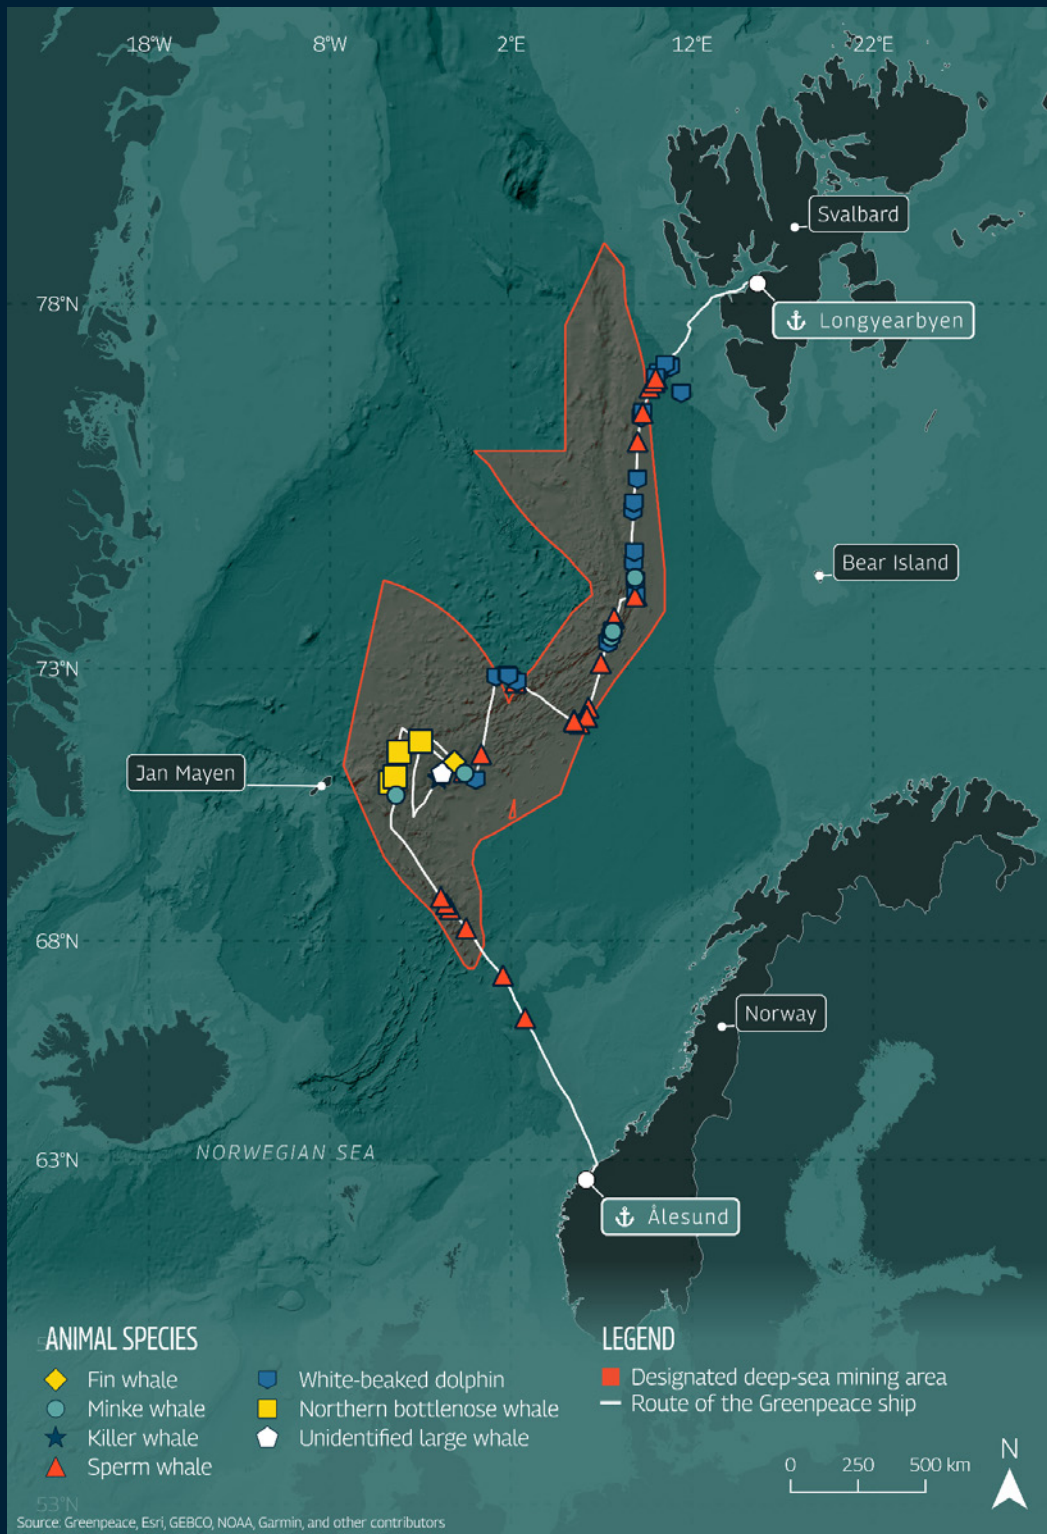 18°W 8°W 2°E 12°E 22°E
Svalbard
78°N
Longyearbyen
Bear Island
73°N
Jan Mayen
68°N
Norway
63°N
NORWEGIAN SEA
Ålesund
ANIMAL SPECIES
Fin whale
Minke whale
Killer whale
Sperm whale
White-beaked dolphin
Northern bottlenose whale
Unidentified large whale
LEGEND
Designated deep-sea mining area
Route of the Greenpeace ship
N
0 250 500 km
53°N
Source: Greenpeace, Esri, GEBCO, NOAA, Garmin, and other contributors